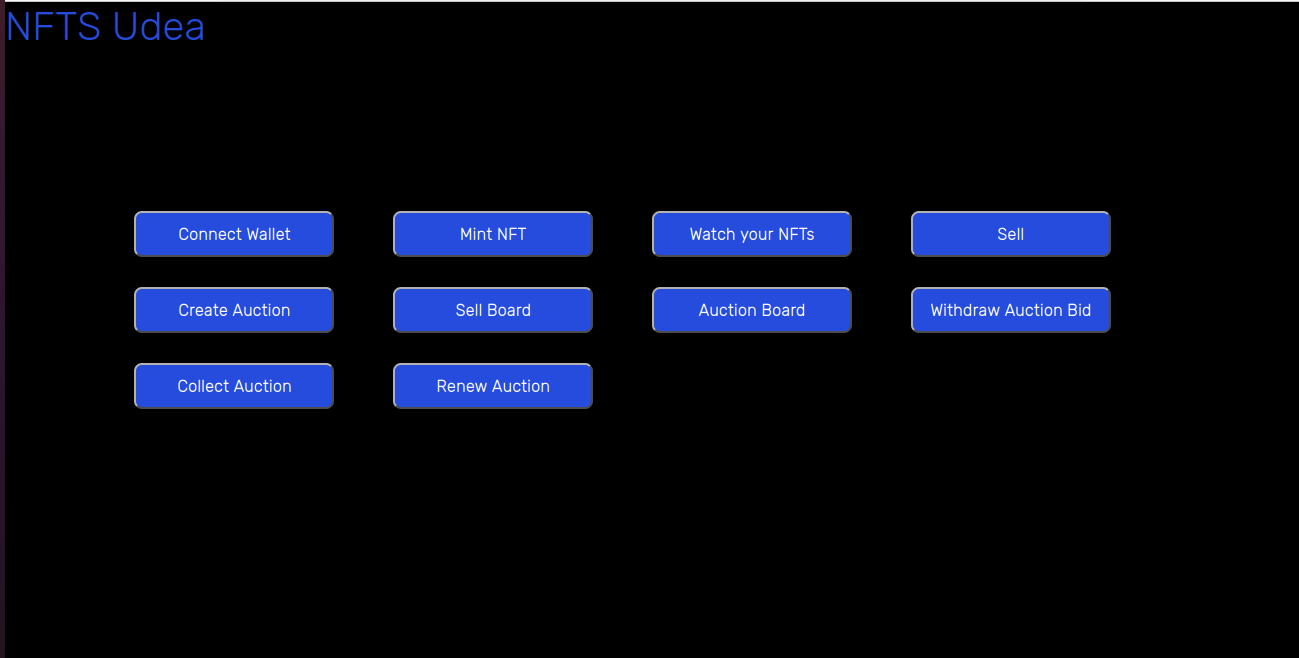 NFTS Udea
Connect Wallet
Mint NFT
Watch your NFTs
Sell
Create Auction
Sell Board
Auction Board
Withdraw Auction Bid
Collect Auction
Renew Auction